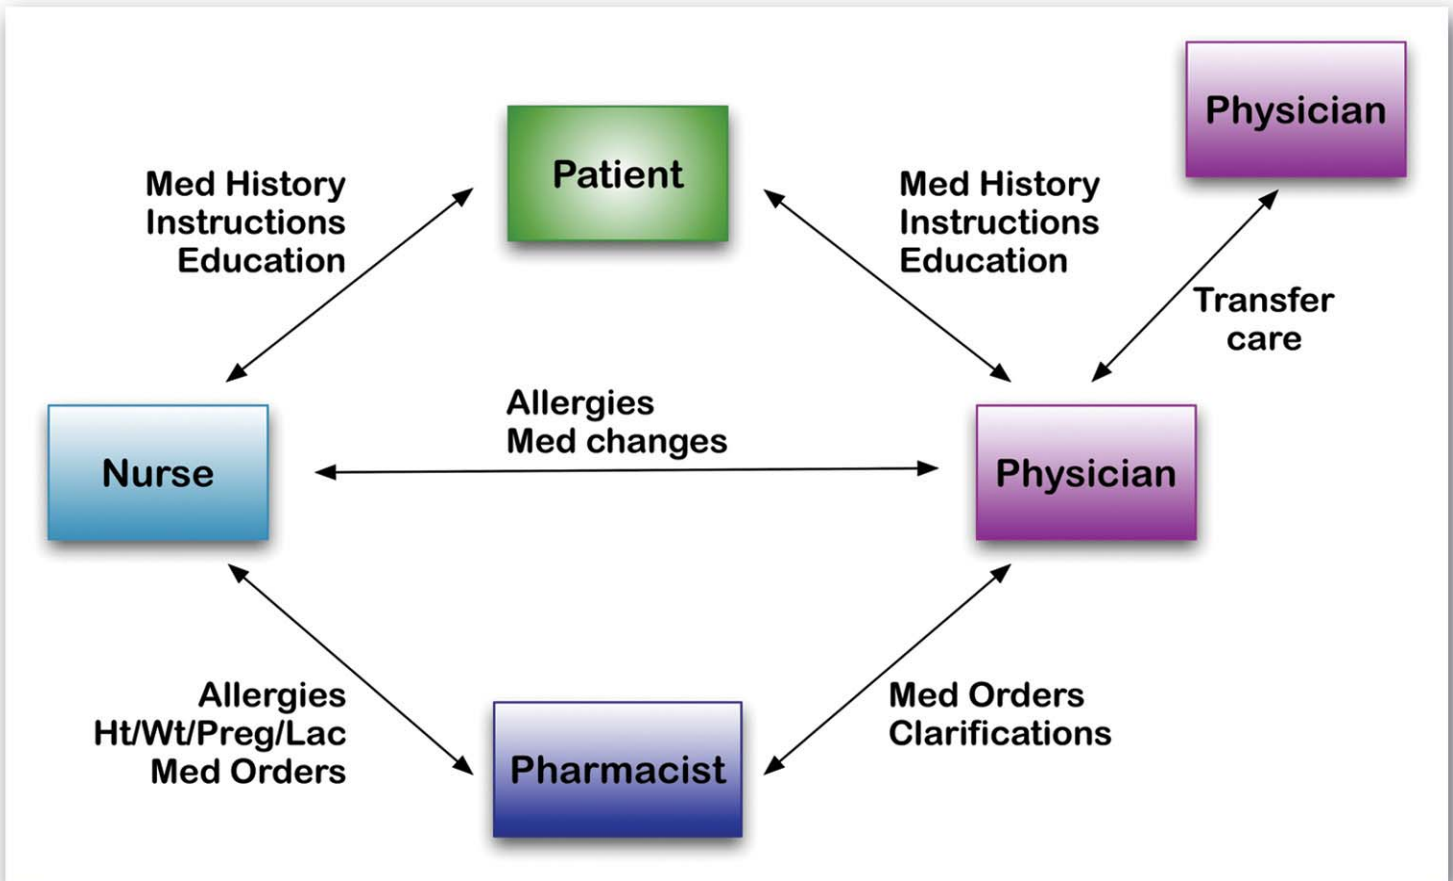 Physician
Patient
Med History
Instructions
Education
Med History
Instructions
Education
Transfer
care
Allergies
Med changes
Nurse
Physician
Allergies
Ht/Wt/Preg/Lac
Med Orders
Med Orders
Clarifications
Pharmacist